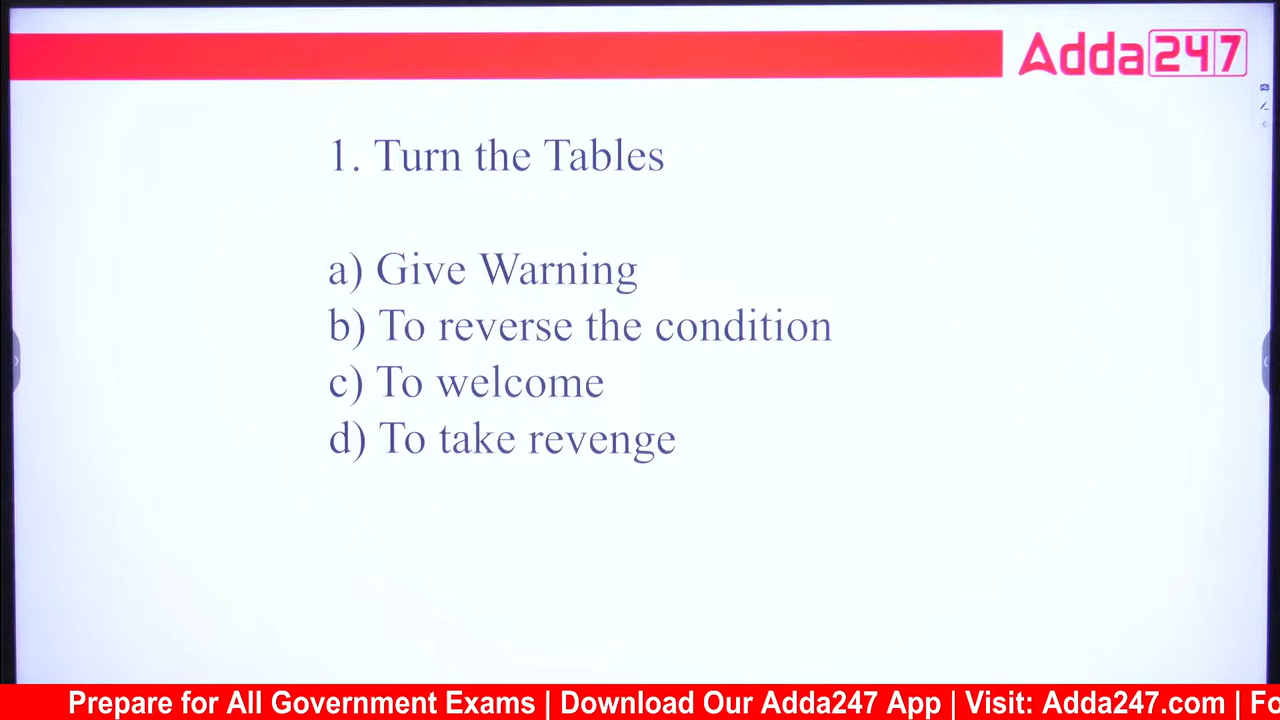 Adda247
1. Turn the Tables
a) Give Warning
b) To reverse the condition
c) To welcome
d) To take revenge
Prepare for All Government Exams | Download Our Adda247 App | Visit: Adda247.com | Fo